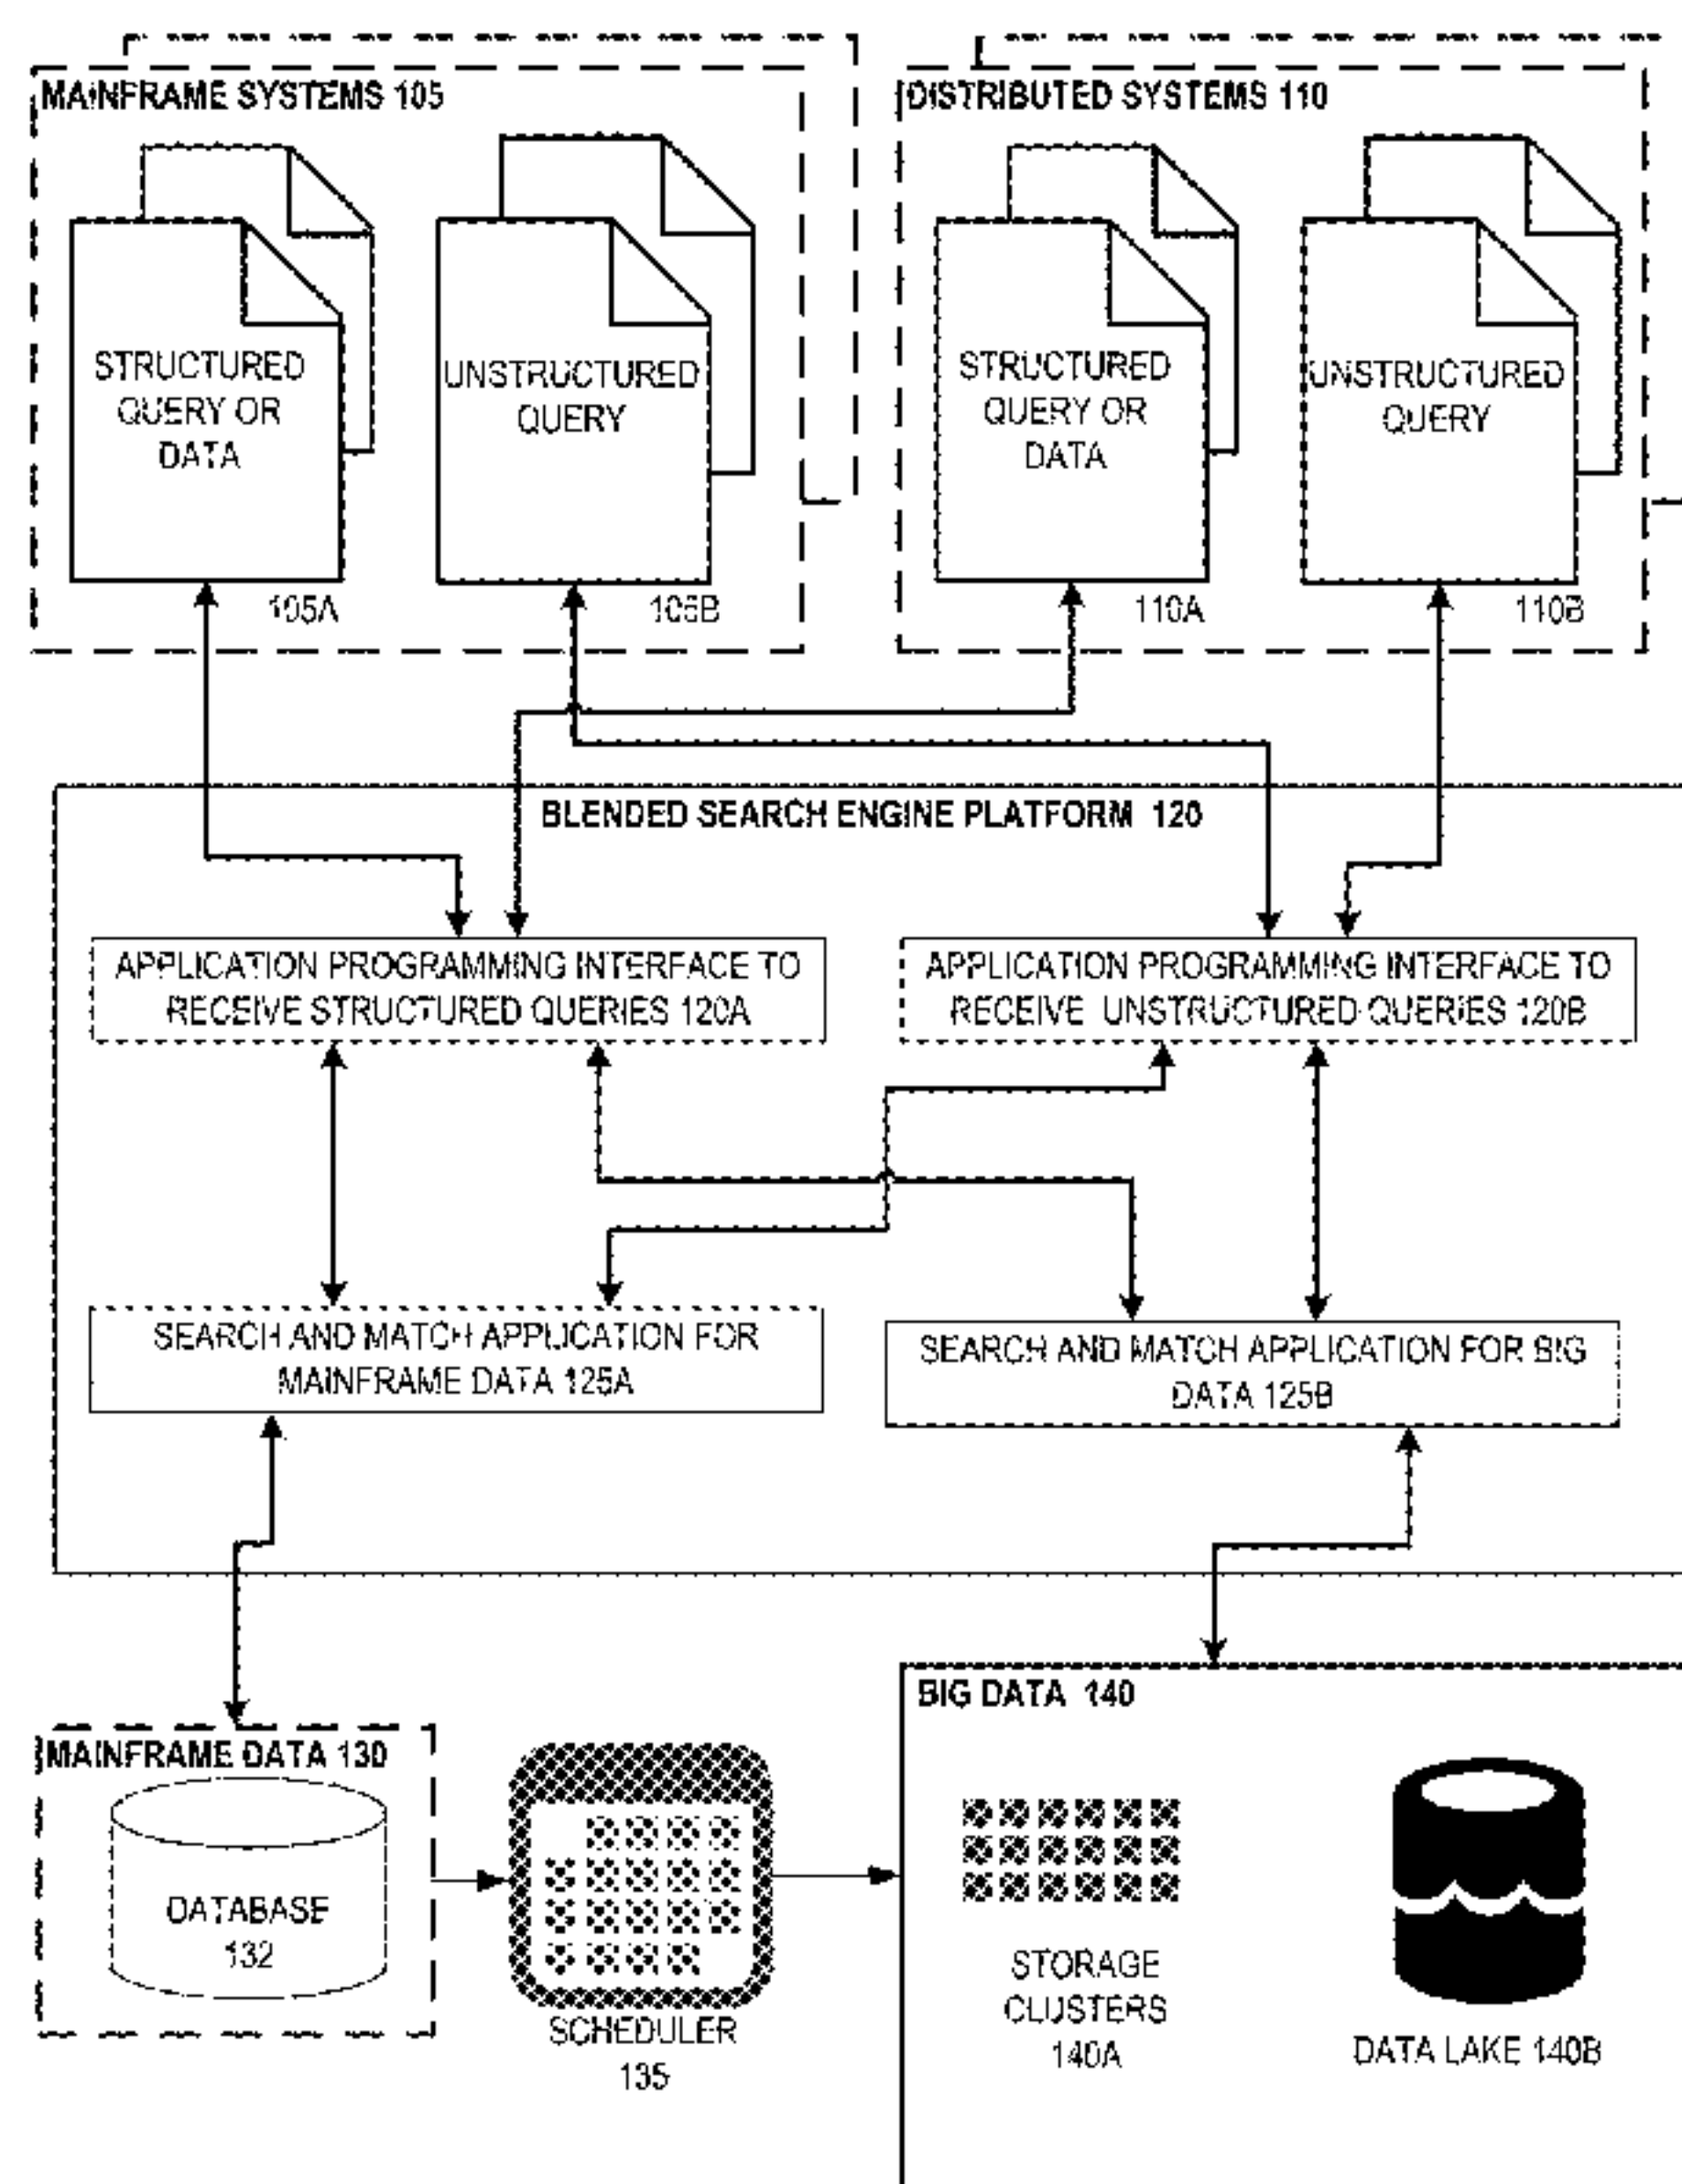 MAINFRAME SYSTEMS 105
DISTRIBUTED SYSTEMS 110
STRUCTURED
QUERY OR
DATA
UNSTRUCTURED
QUERY
STRUCTURED
QUERY OR
DATA
UNSTRUCTURED
QUERY
105A
105B
110A
110B
BLENDED SEARCH ENGINE PLATFORM 120
APPLICATION PROGRAMMING INTERFACE TO
RECEIVE STRUCTURED QUERIES 120A
APPLICATION PROGRAMMING INTERFACE TO
RECEIVE UNSTRUCTURED QUERIES 120B
SEARCH AND MATCH APPLICATION FOR
MAINFRAME DATA 125A
SEARCH AND MATCH APPLICATION FOR BIG
DATA 125B
MAINFRAME DATA 130
DATABASE
132
SCHEDULER
135
BIG DATA 140
STORAGE
CLUSTERS
140A
DATA LAKE 140B